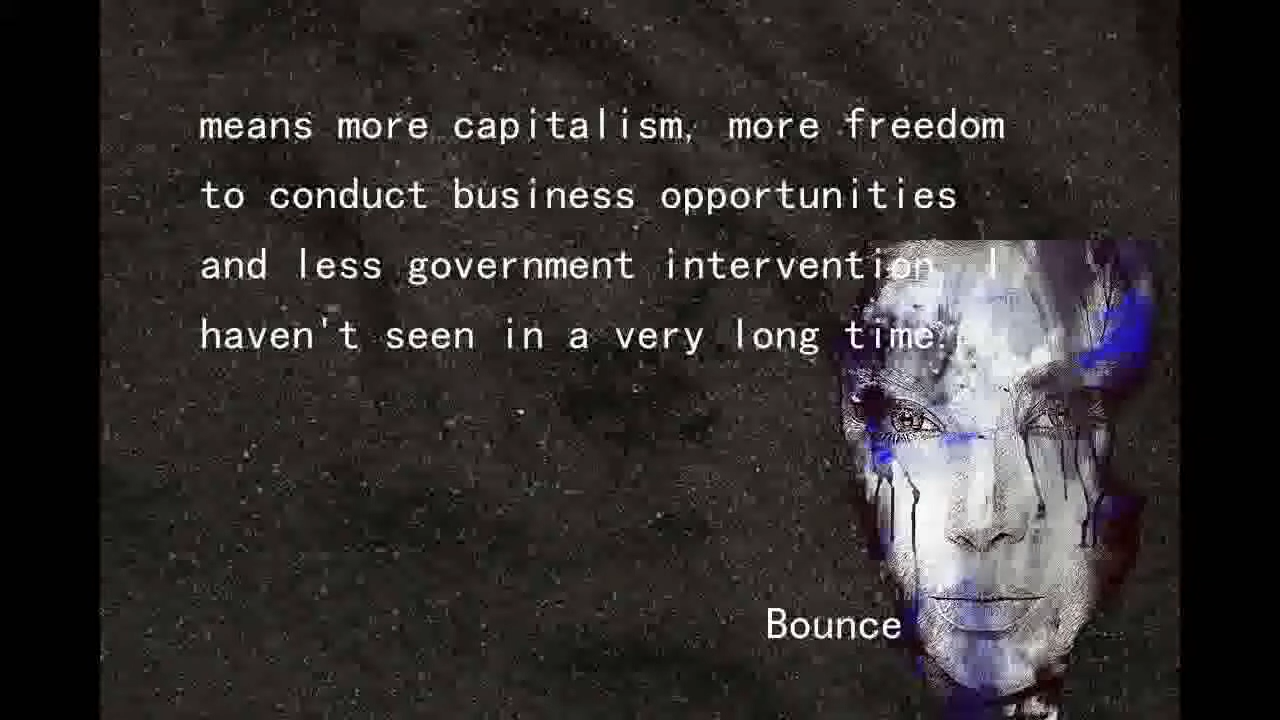 means more capitalism, more freedom
to conduct business opportunities
and less government intervention I
haven't seen in a very long time.
Bounce